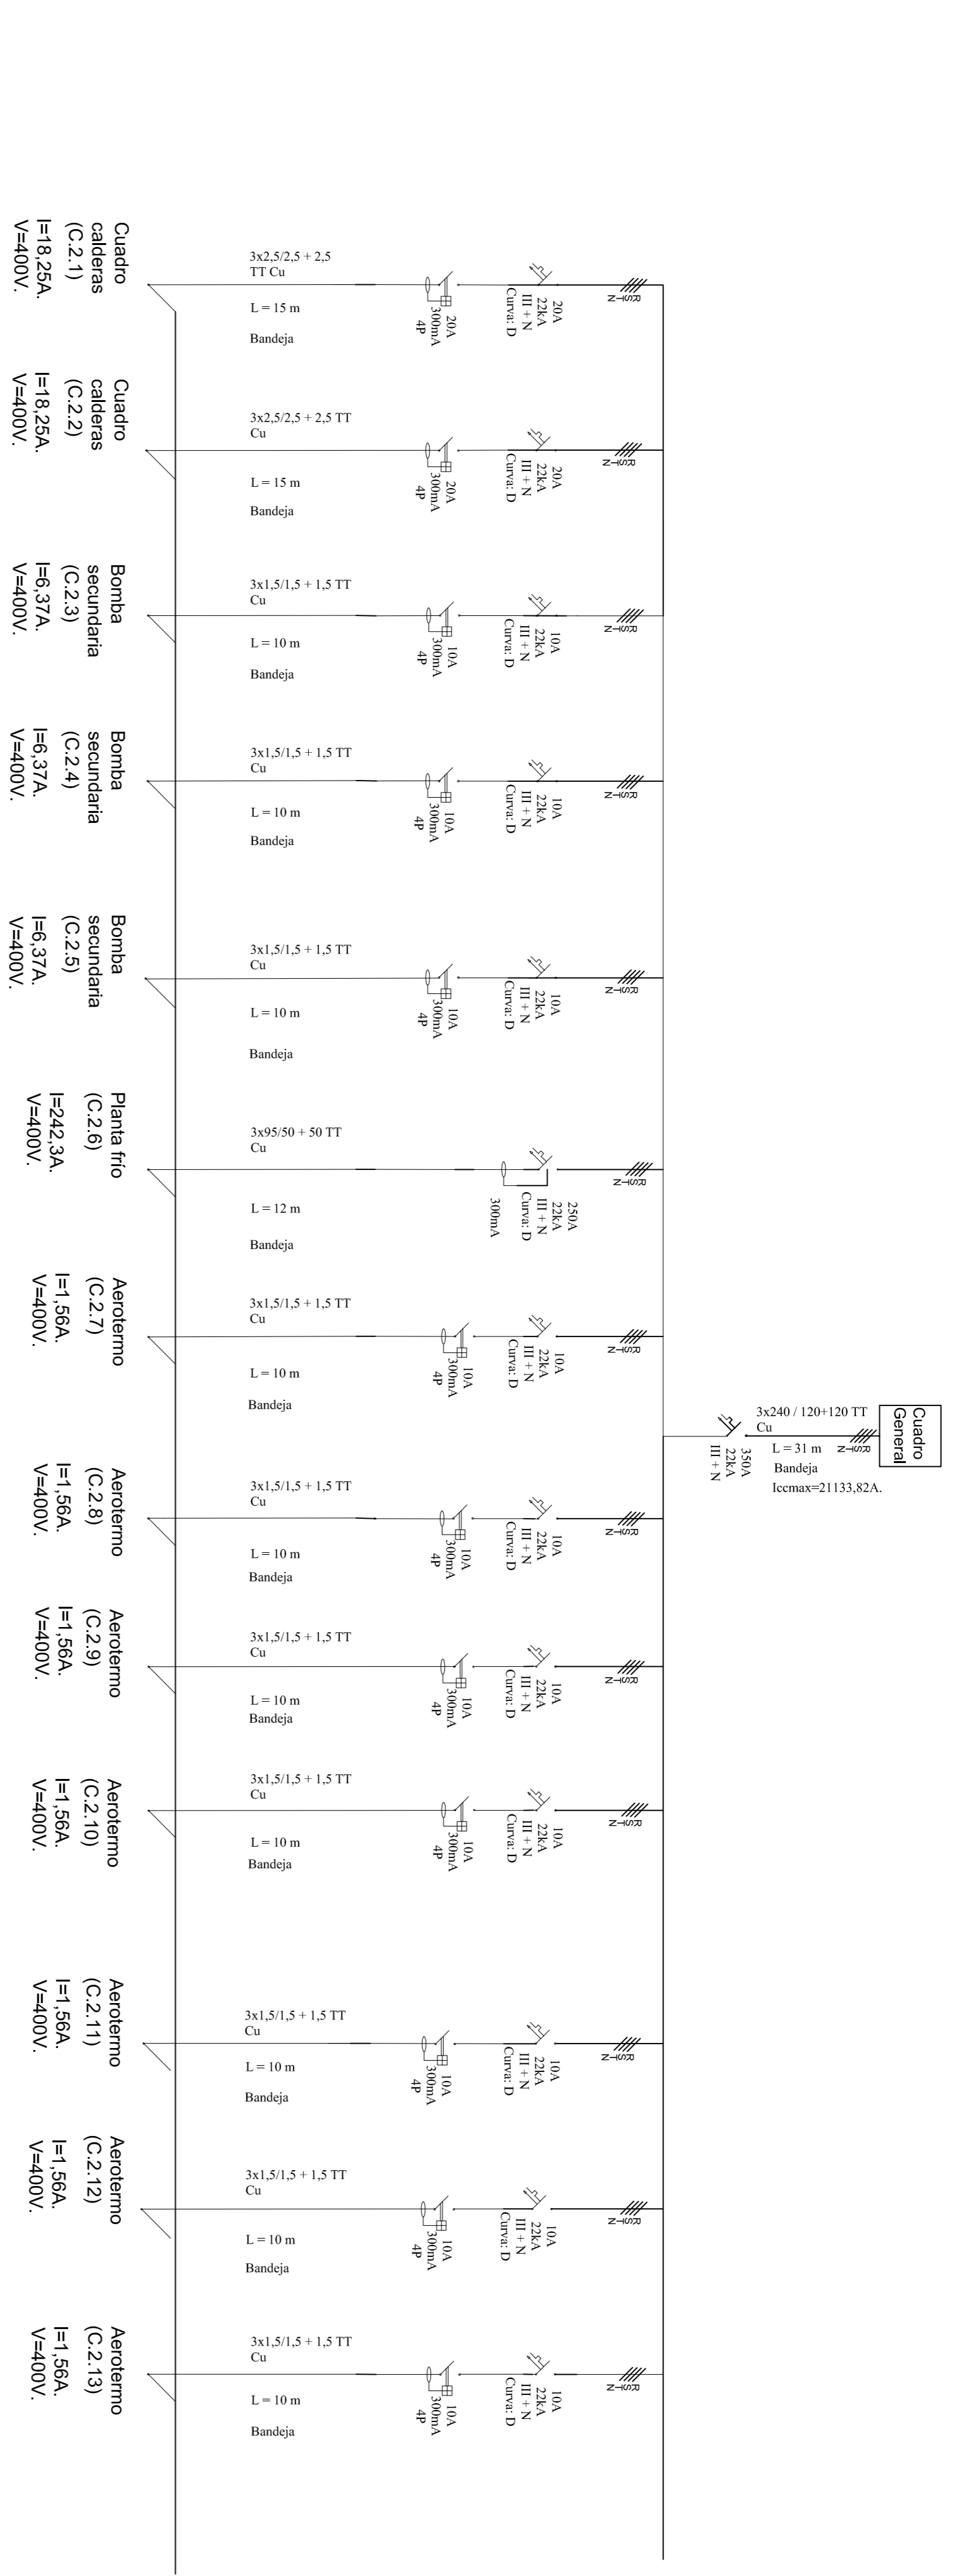 Cuadro
General
3x240 / 120+120 TT
Cu
L = 31 m
Bandeja
Iccmax=21133,82A.
R
S
T
N
350A
22kA
III + N
R
S
T
N
20A
22kA
III + N
Curva: D
20A
300mA
4P
3x2,5/2,5 + 2,5
TT Cu
L = 15 m
Bandeja
Cuadro
calderas
(C.2.1)
I=18,25A.
V=400V.
R
S
T
N
20A
22kA
III + N
Curva: D
20A
300mA
4P
3x2,5/2,5 + 2,5 TT
Cu
L = 15 m
Bandeja
Cuadro
calderas
(C.2.2)
I=18,25A.
V=400V.
R
S
T
N
10A
22kA
III + N
Curva: D
10A
300mA
4P
3x1,5/1,5 + 1,5 TT
Cu
L = 10 m
Bandeja
Bomba
secundaria
(C.2.3)
I=6,37A.
V=400V.
R
S
T
N
10A
22kA
III + N
Curva: D
10A
300mA
4P
3x1,5/1,5 + 1,5 TT
Cu
L = 10 m
Bandeja
Bomba
secundaria
(C.2.4)
I=6,37A.
V=400V.
R
S
T
N
10A
22kA
III + N
Curva: D
10A
300mA
4P
3x1,5/1,5 + 1,5 TT
Cu
L = 10 m
Bandeja
Bomba
secundaria
(C.2.5)
I=6,37A.
V=400V.
R
S
T
N
250A
22kA
III + N
Curva: D
300mA
3x95/50 + 50 TT
Cu
L = 12 m
Bandeja
Planta frío
(C.2.6)
I=242,3A.
V=400V.
R
S
T
N
10A
22kA
III + N
Curva: D
10A
300mA
4P
3x1,5/1,5 + 1,5 TT
Cu
L = 10 m
Bandeja
Aerotermo
(C.2.7)
I=1,56A.
V=400V.
R
S
T
N
10A
22kA
III + N
Curva: D
10A
300mA
4P
3x1,5/1,5 + 1,5 TT
Cu
L = 10 m
Bandeja
Aerotermo
(C.2.8)
I=1,56A.
V=400V.
R
S
T
N
10A
22kA
III + N
Curva: D
10A
300mA
4P
3x1,5/1,5 + 1,5 TT
Cu
L = 10 m
Bandeja
Aerotermo
(C.2.9)
I=1,56A.
V=400V.
R
S
T
N
10A
22kA
III + N
Curva: D
10A
300mA
4P
3x1,5/1,5 + 1,5 TT
Cu
L = 10 m
Bandeja
Aerotermo
(C.2.10)
I=1,56A.
V=400V.
R
S
T
N
10A
22kA
III + N
Curva: D
10A
300mA
4P
3x1,5/1,5 + 1,5 TT
Cu
L = 10 m
Bandeja
Aerotermo
(C.2.11)
I=1,56A.
V=400V.
R
S
T
N
10A
22kA
III + N
Curva: D
10A
300mA
4P
3x1,5/1,5 + 1,5 TT
Cu
L = 10 m
Bandeja
Aerotermo
(C.2.12)
I=1,56A.
V=400V.
R
S
T
N
10A
22kA
III + N
Curva: D
10A
300mA
4P
3x1,5/1,5 + 1,5 TT
Cu
L = 10 m
Bandeja
Aerotermo
(C.2.13)
I=1,56A.
V=400V.